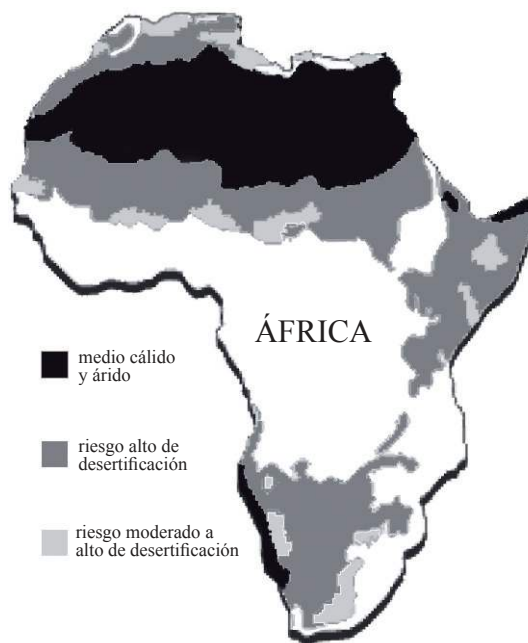 ÁFRICA
medio cálido
y árido
riesgo alto de
desertificación
riesgo moderado a
alto de desertificación